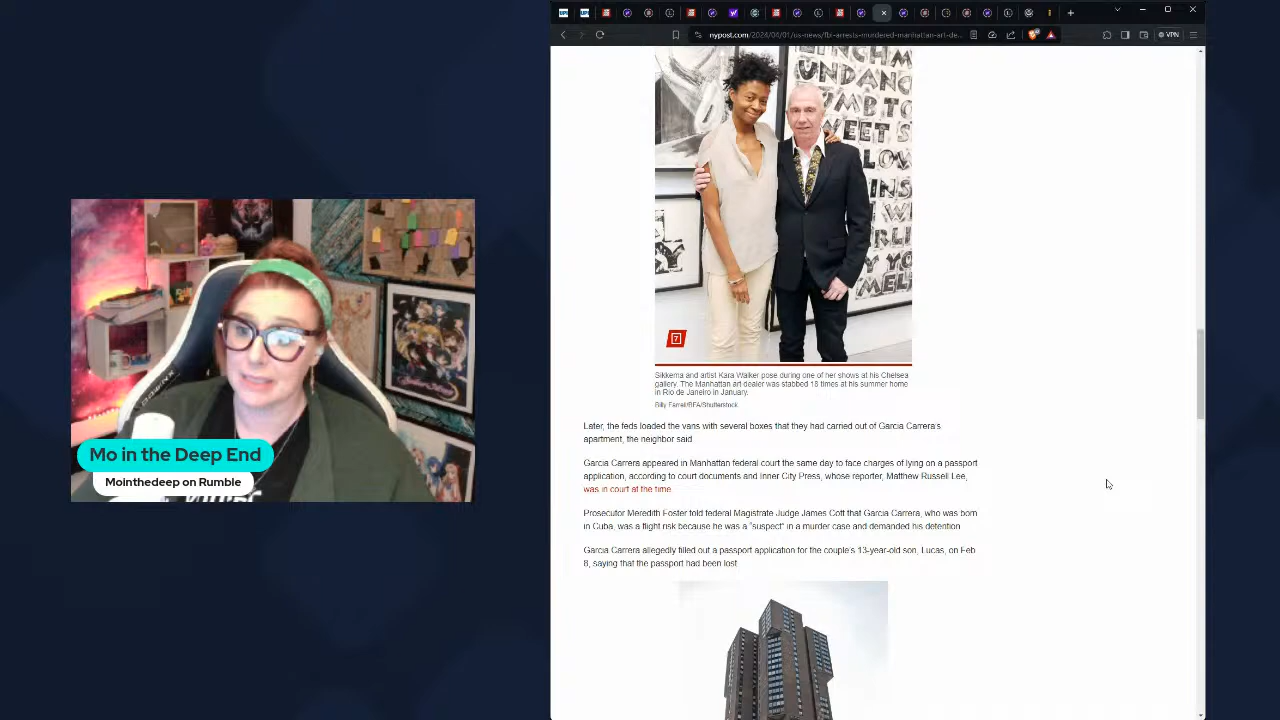 nypost.com/2024/04/01/us-news/fbi-arrests-murdered-manhattan-art-de...
VPN
7
Sikkema and artist Kara Walker pose during one of her shows at his Chelsea
gallery. The Manhattan art dealer was stabbed 18 times at his summer home
in Rio de Janeiro in January.
Billy Farrell/BFA/Shutterstock
Later, the feds loaded the vans with several boxes that they had carried out of Garcia Carrera's
apartment, the neighbor said
Garcia Carrera appeared in Manhattan federal court the same day to face charges of lying on a passport
application, according to court documents and Inner City Press, whose reporter, Matthew Russell Lee,
was in court at the time.
Prosecutor Meredith Foster told federal Magistrate Judge James Cott that Garcia Carrera, who was born
in Cuba, was a flight risk because he was a "suspect" in a murder case and demanded his detention
Garcia Carrera allegedly filled out a passport application for the couple's 13-year-old son, Lucas, on Feb
8, saying that the passport had been lost
Mo in the Deep End
Mointhedeep on Rumble